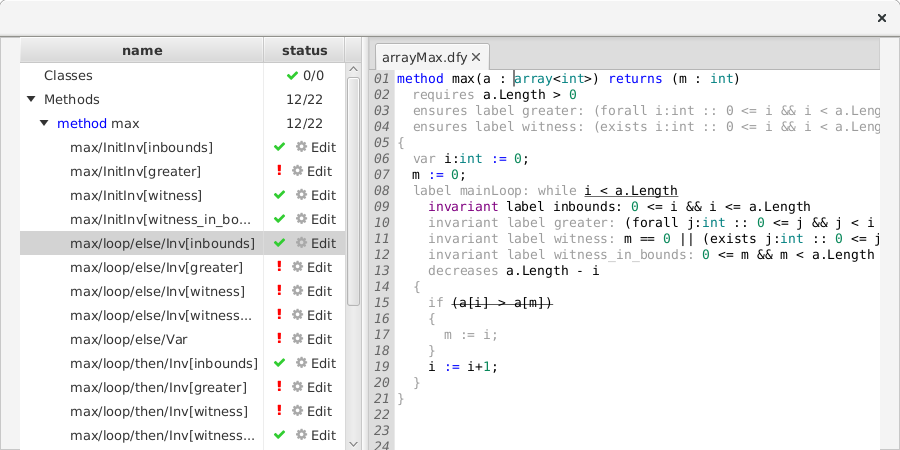 name status
Classes 0/0
Methods 12/22
method max 12/22
max/InitInv[inbounds] Edit
max/InitInv[greater] ! Edit
max/InitInv[witness] Edit
max/InitInv[witness_in_bo... Edit
max/loop/else/Inv[inbounds] Edit
max/loop/else/Inv[greater] ! Edit
max/loop/else/Inv[witness] ! Edit
max/loop/else/Inv[witness... ! Edit
max/loop/else/Var ! Edit
max/loop/then/Inv[inbounds] Edit
max/loop/then/Inv[greater] ! Edit
max/loop/then/Inv[witness] ! Edit
max/loop/then/Inv[witness... Edit
arrayMax.dfy
01 method max(a : array<int>) returns (m : int)
02 requires a.Length > 0
03 ensures label greater: (forall i:int :: 0 <= i && i < a.Leng
04 ensures label witness: (exists i:int :: 0 <= i && i < a.Leng
05 {
06 var i:int := 0;
07 m := 0;
08 label mainLoop: while i < a.Length
09 invariant label inbounds: 0 <= i && i <= a.Length
10 invariant label greater: (forall j:int :: 0 <= j && j < i
11 invariant label witness: m == 0 || (exists j:int :: 0 <= j
12 invariant label witness_in_bounds: 0 <= m && m < a.Length
13 decreases a.Length - i
14 {
15 if (a[i] > a[m])
16 {
17 m := i;
18 }
19 i := i+1;
20 }
21 }
22
23
24